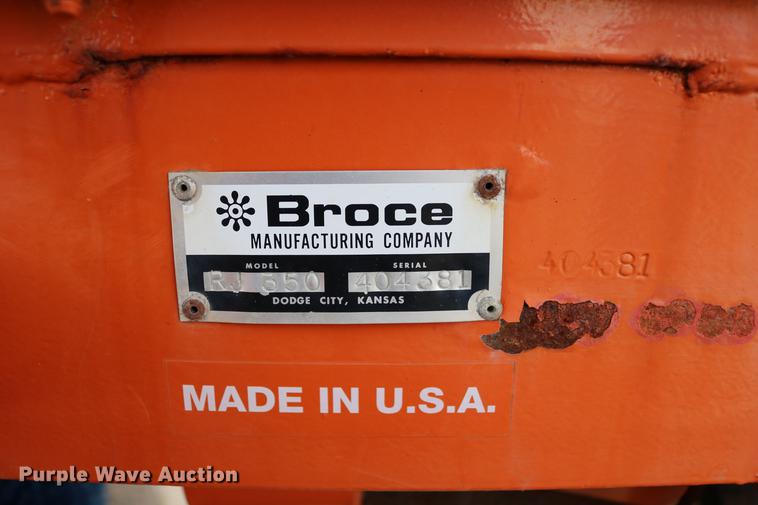 Broce
MANUFACTURING COMPANY
MODEL SERIAL
RJ 350 404381
DODGE CITY, KANSAS
404381
MADE IN U.S.A.
Purple Wave Auction